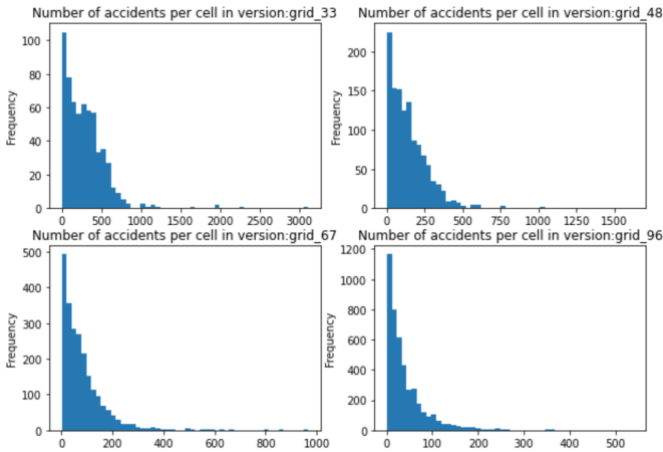 Number of accidents per cell in version:grid_33
Frequency
100
80
60
40
20
0
0 500 1000 1500 2000 2500 3000
Number of accidents per cell in version:grid_48
Frequency
200
150
100
50
0
0 250 500 750 1000 1250 1500
Number of accidents per cell in version:grid_67
Frequency
500
400
300
200
100
0
0 200 400 600 800 1000
Number of accidents per cell in version:grid_96
Frequency
1200
1000
800
600
400
200
0
0 100 200 300 400 500